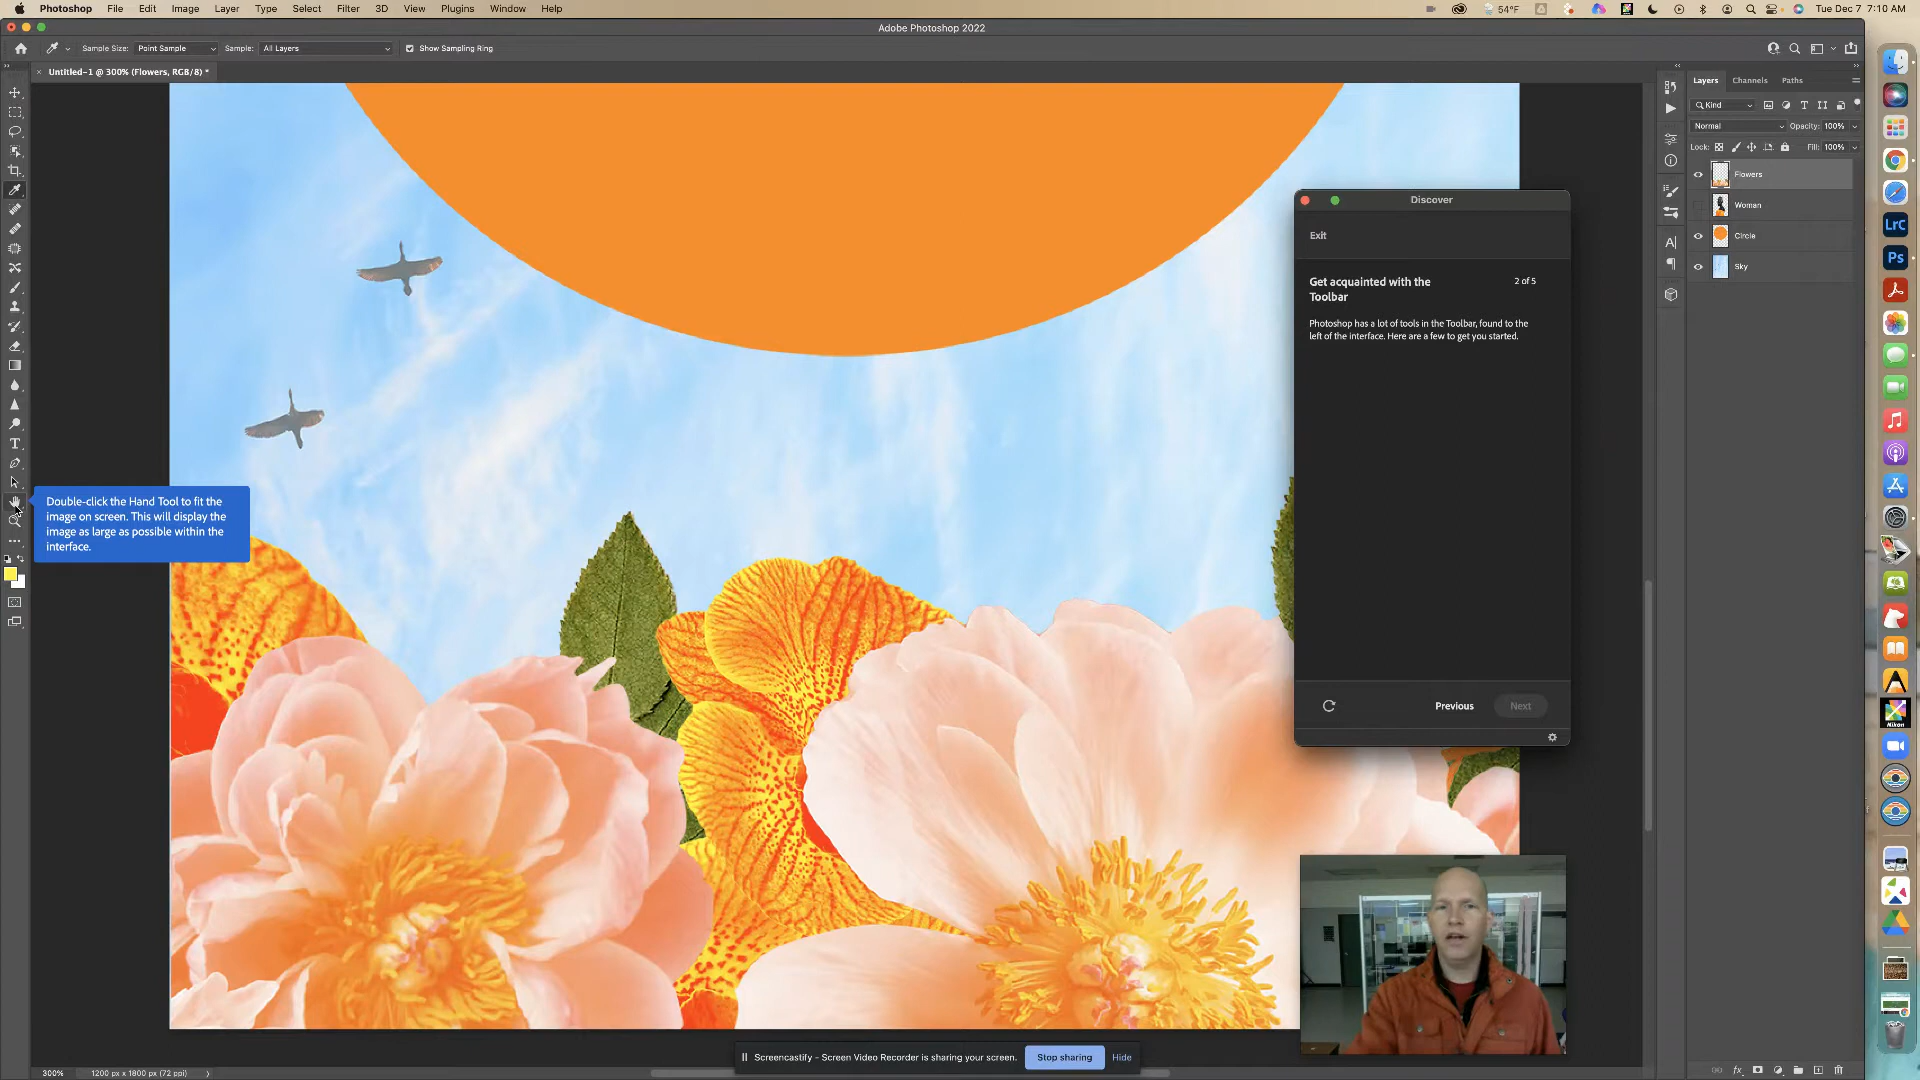 Photoshop File Edit Image Layer Type Select Filter 3D View Plugins Window Help 54°F Tue Dec 7 7:10 AM
Adobe Photoshop 2022
Sample Size: Point Sample Sample: All Layers Show Sampling Ring
Untitled-1 @ 300% (Flowers, RGB/8) *
Layers Channels Paths
Kind
Normal Opacity: 100%
Lock: Fill: 100%
Flowers
Woman
Circle
Sky
Discover
Exit
Get acquainted with the
Toolbar
2 of 5
Photoshop has a lot of tools in the Toolbar, found to the
left of the interface. Here are a few to get you started.
Previous Next
Double-click the Hand Tool to fit the
image on screen. This will display the
image as large as possible within the
interface.
LrC
Ps
Nikon
Screencastify - Screen Video Recorder is sharing your screen. Stop sharing Hide
300% 1200 px x 1800 px (72 ppi)